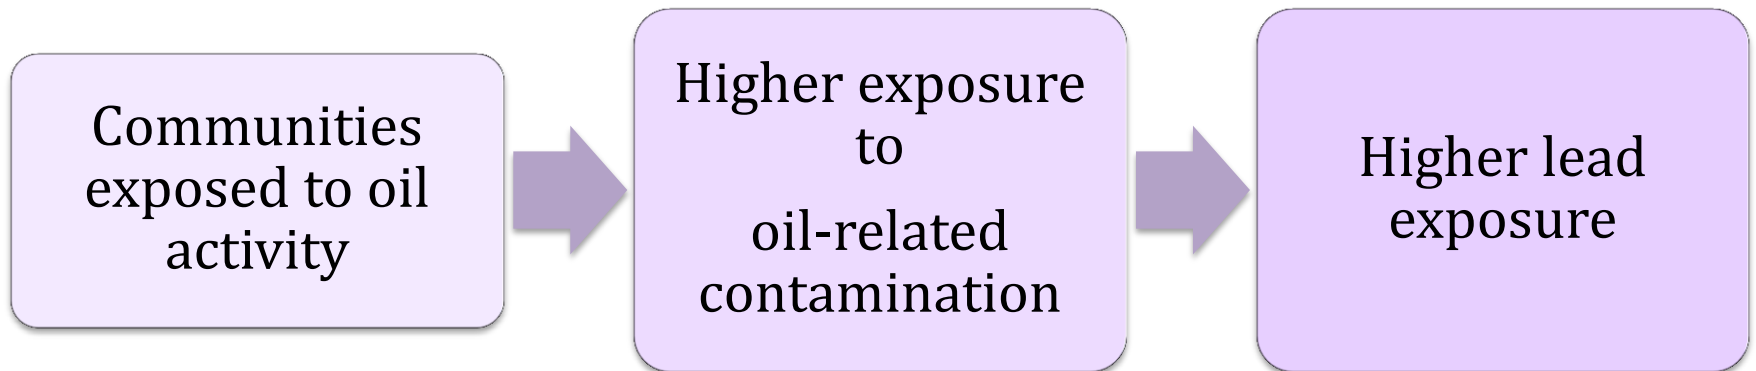 Communities
exposed to oil
activity
Higher exposure
to
oil-related
contamination
Higher lead
exposure